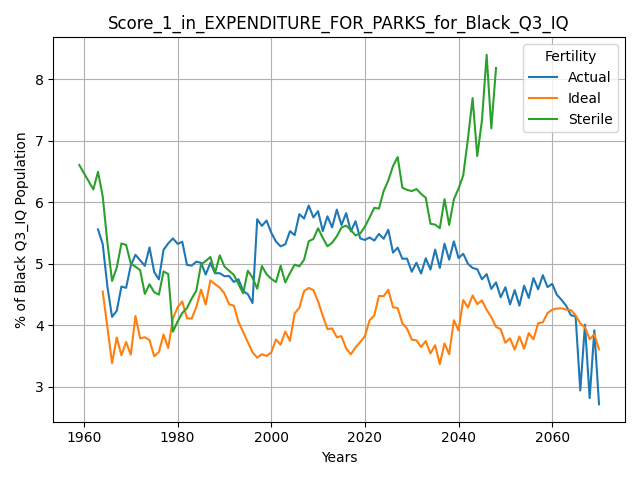 Score_1_in_EXPENDITURE_FOR_PARKS_for_Black_Q3_IQ
Fertility
Actual
Ideal
Sterile
% of Black Q3_IQ Population
8
7
6
5
4
3
1960 1980 2000 2020 2040 2060
Years